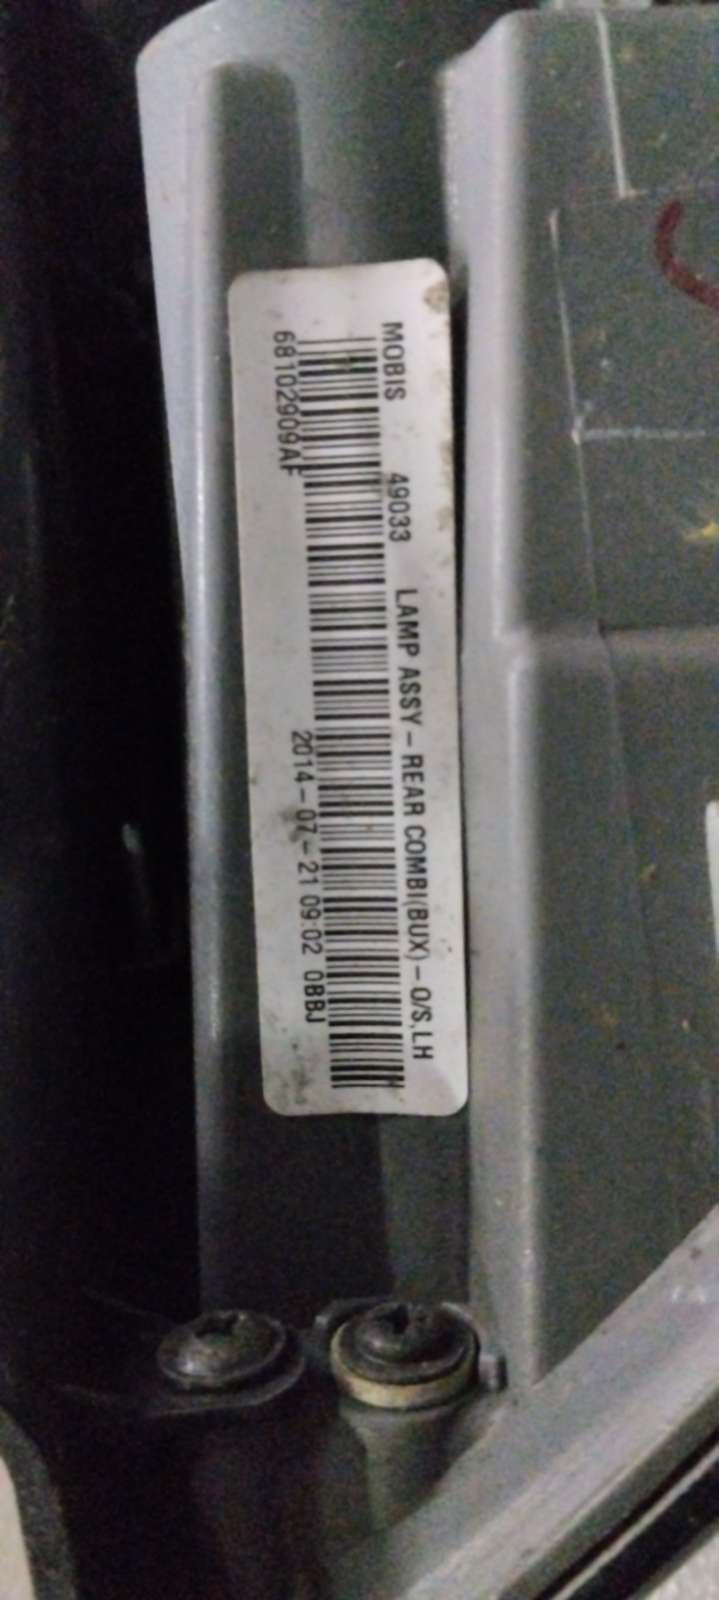 MOBIS 49033 LAMP ASSY-REAR COMBI(BUX)-O/S,LH
68102909AF 2014-07-21 09:02 0BBJ